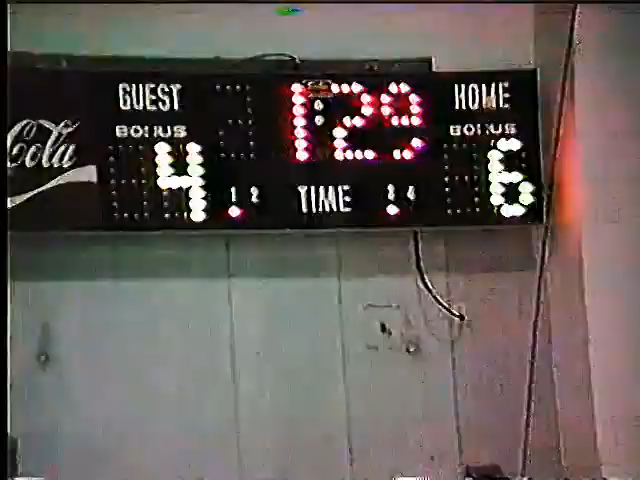 GUEST 1:29 HOME
BONUS BONUS
Cola
4 6
1 2 TIME 3 4